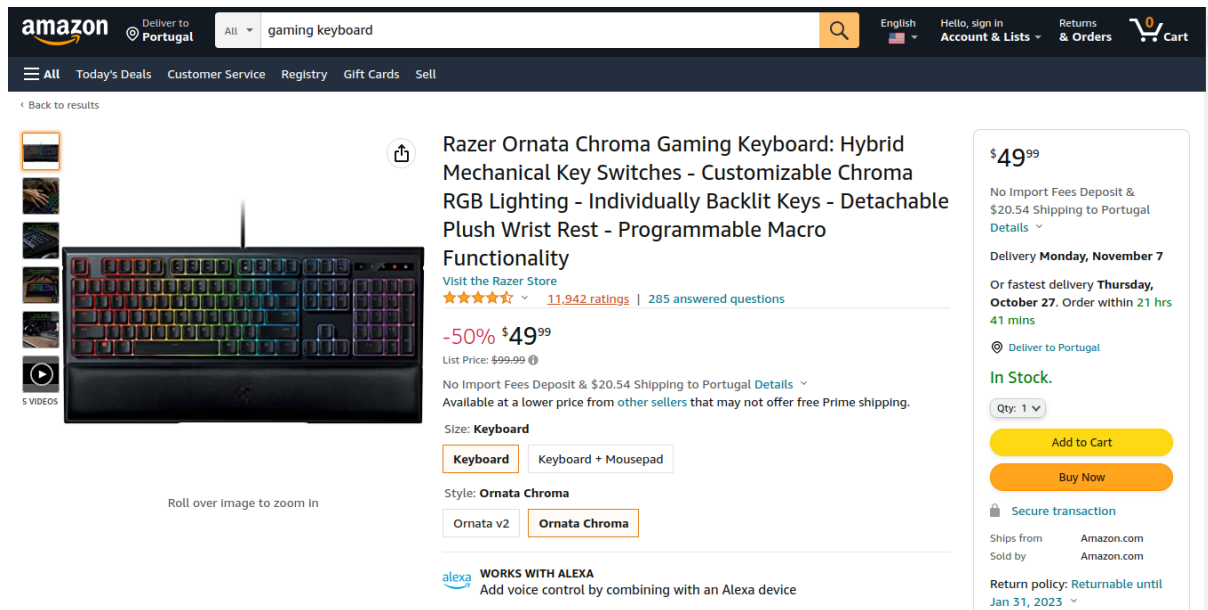 amazon
Deliver to
Portugal
All
gaming keyboard
English
Hello, sign in
Account & Lists
Returns
& Orders
0
Cart
All
Today's Deals
Customer Service
Registry
Gift Cards
Sell
‹ Back to results
5 VIDEOS
Roll over image to zoom in
Razer Ornata Chroma Gaming Keyboard: Hybrid
Mechanical Key Switches - Customizable Chroma
RGB Lighting - Individually Backlit Keys - Detachable
Plush Wrist Rest - Programmable Macro
Functionality
Visit the Razer Store
11,942 ratings | 285 answered questions
-50% $4999
List Price: $99.99
No Import Fees Deposit & $20.54 Shipping to Portugal Details
Available at a lower price from other sellers that may not offer free Prime shipping.
Size: Keyboard
Keyboard
Keyboard + Mousepad
Style: Ornata Chroma
Ornata v2
Ornata Chroma
alexa
WORKS WITH ALEXA
Add voice control by combining with an Alexa device
$4999
No Import Fees Deposit &
$20.54 Shipping to Portugal
Details
Delivery Monday, November 7
Or fastest delivery Thursday,
October 27. Order within 21 hrs
41 mins
Deliver to Portugal
In Stock.
Qty: 1
Add to Cart
Buy Now
Secure transaction
Ships from Amazon.com
Sold by Amazon.com
Return policy: Returnable until
Jan 31, 2023